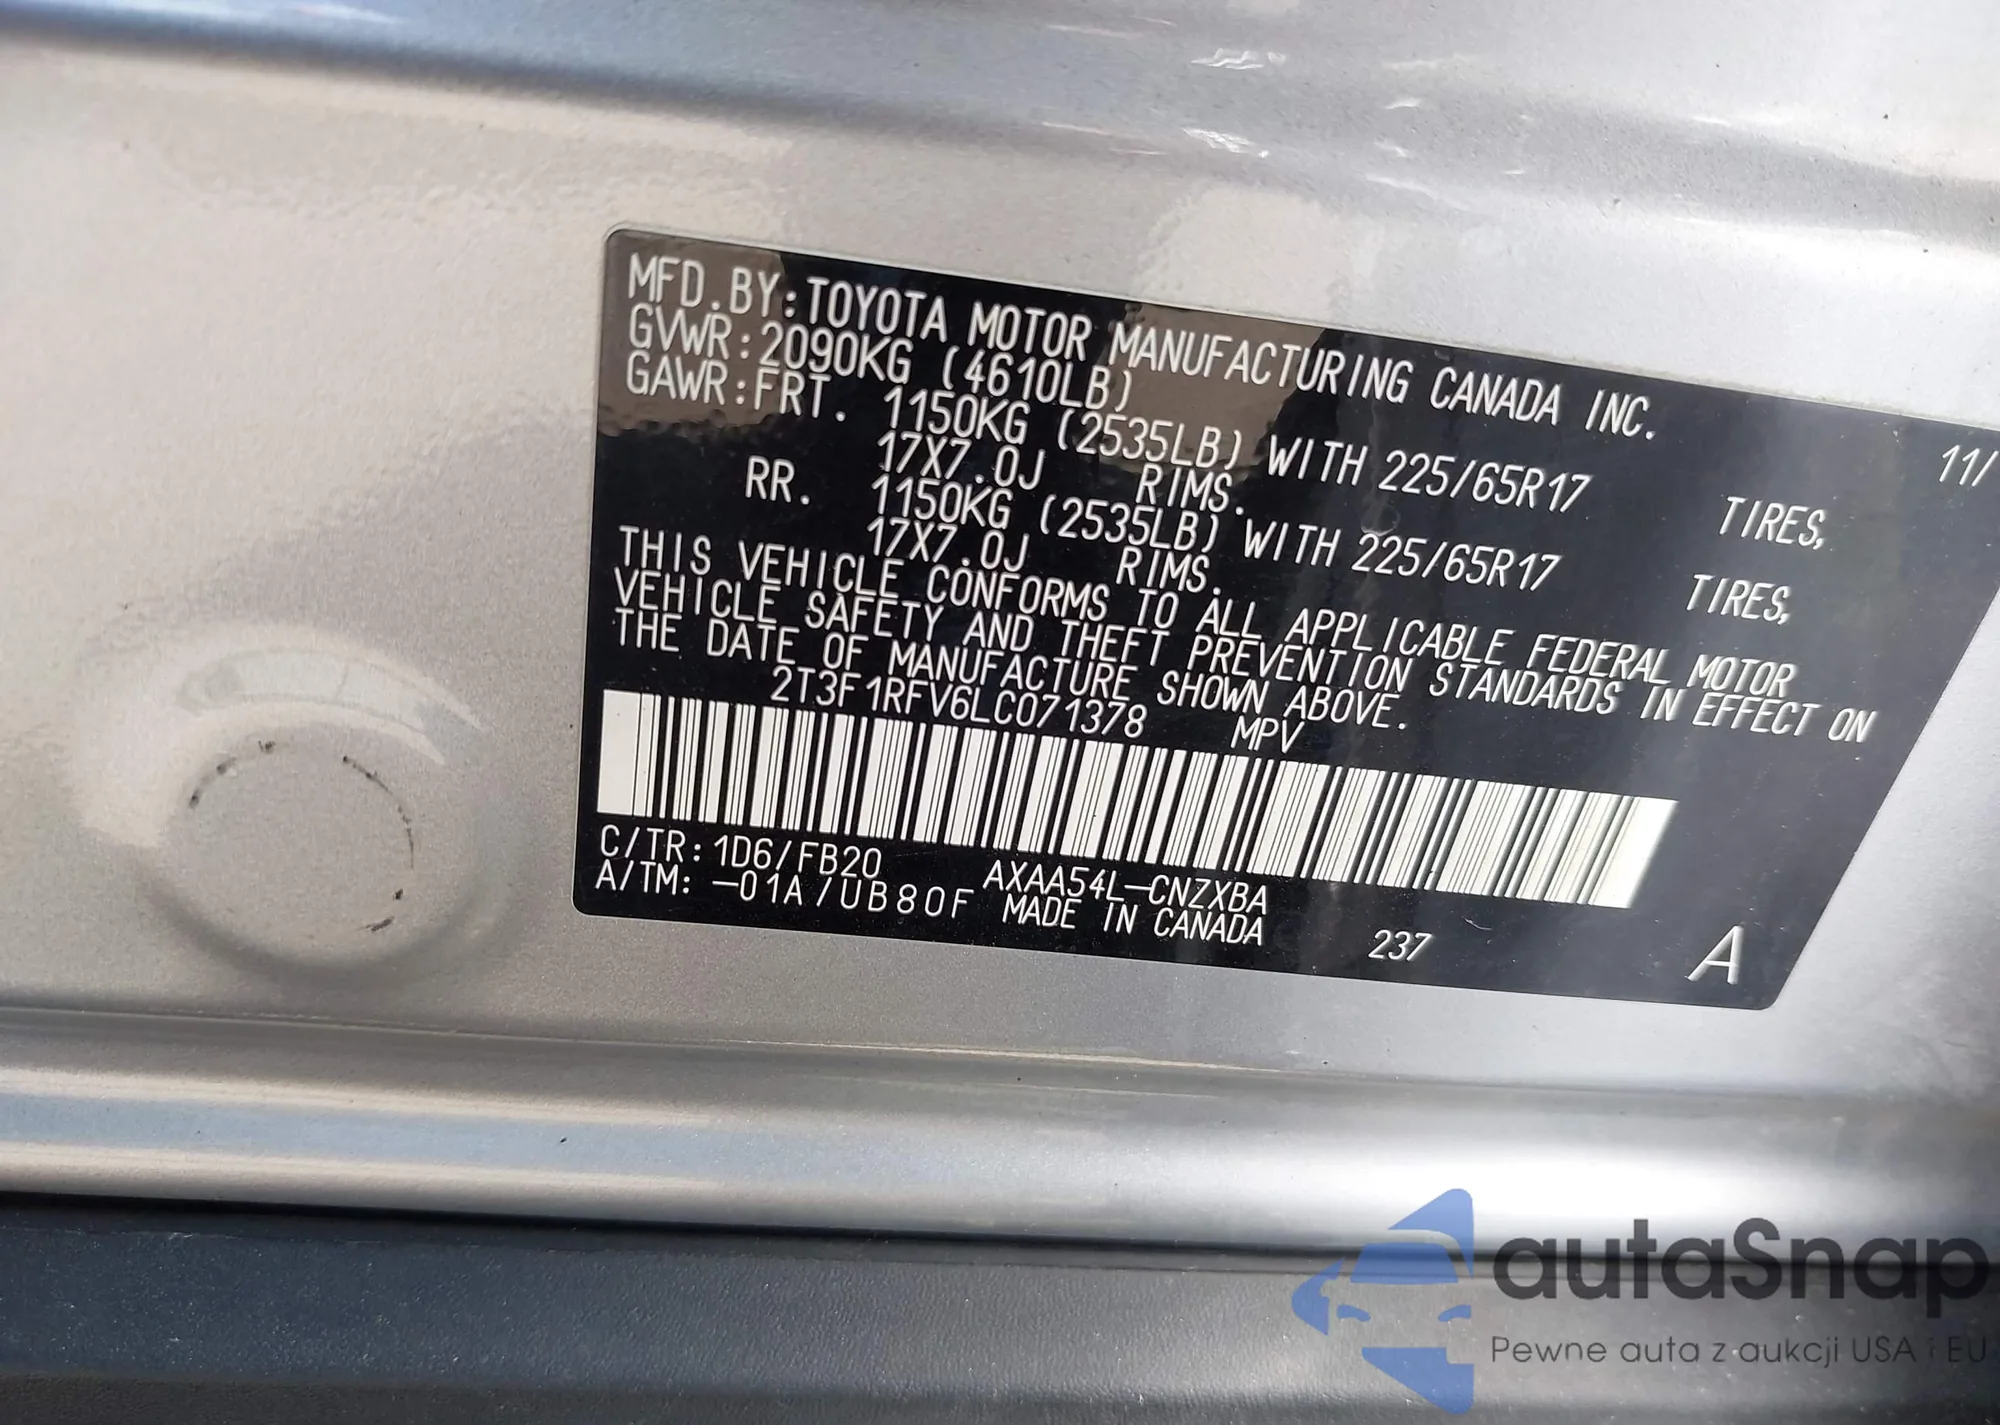 MFD.BY:TOYOTA MOTOR MANUFACTURING CANADA INC. 11/
GVWR:2090KG (4610LB)
GAWR:FRT. 1150KG (2535LB) WITH 225/65R17 TIRES,
17X7.0J RIMS.
RR. 1150KG (2535LB) WITH 225/65R17 TIRES,
17X7.0J RIMS.
THIS VEHICLE CONFORMS TO ALL APPLICABLE FEDERAL MOTOR
VEHICLE SAFETY AND THEFT PREVENTION STANDARDS IN EFFECT ON
THE DATE OF MANUFACTURE SHOWN ABOVE.
2T3F1RFV6LC071378 MPV
C/TR:1D6/FB20 AXAA54L-CNZXBA
A/TM:-01A/UB80F MADE IN CANADA 237 A
autaSnap
Pewne auta z aukcji USA i EU